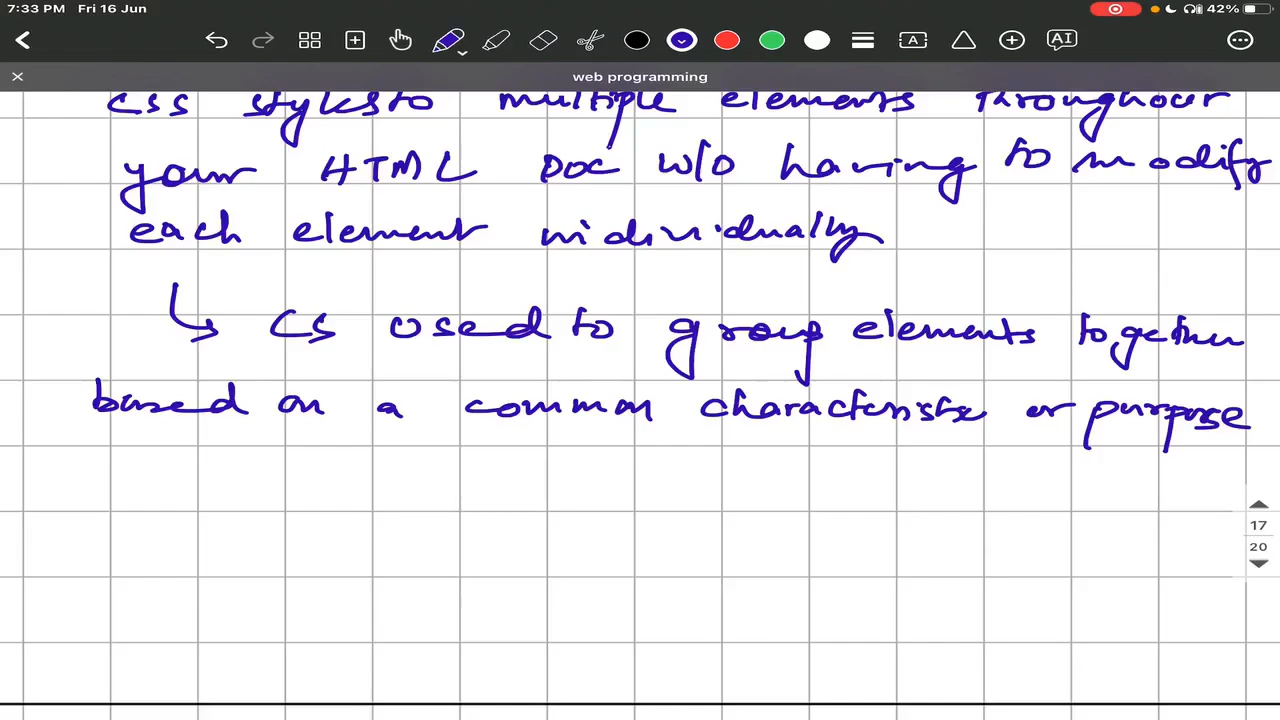 7:33 PM Fri 16 Jun 42%
A AI
web programming
css styles to multiple elements throughout
your HTML DOC w/o having to modify
each element individually
↳ CS used to group elements together
based on a common characteristic or purpose
17
20